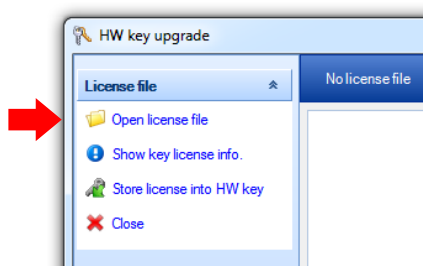 HW key upgrade
License file
No license file
Open license file
Show key license info.
Store license into HW key
Close